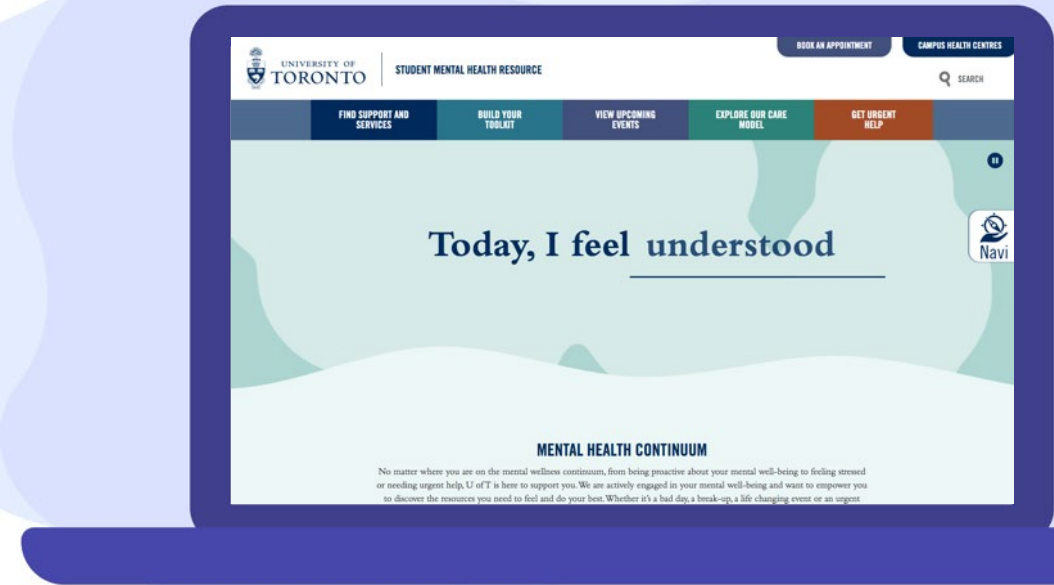 BOOK AN APPOINTMENT
CAMPUS HEALTH CENTRES
UNIVERSITY OF
TORONTO
STUDENT MENTAL HEALTH RESOURCE
SEARCH
FIND SUPPORT AND
SERVICES
BUILD YOUR
TOOLKIT
VIEW UPCOMING
EVENTS
EXPLORE OUR CARE
MODEL
GET URGENT
HELP
Today, I feel understood
Navi
MENTAL HEALTH CONTINUUM
No matter where you are on the mental wellness continuum, from being proactive about your mental well-being to feeling stressed
or needing urgent help, U of T is here to support you. We are actively engaged in your mental well-being and want to empower you
to discover the resources you need to feel and do your best. Whether it's a bad day, a break-up, a life changing event or an urgent